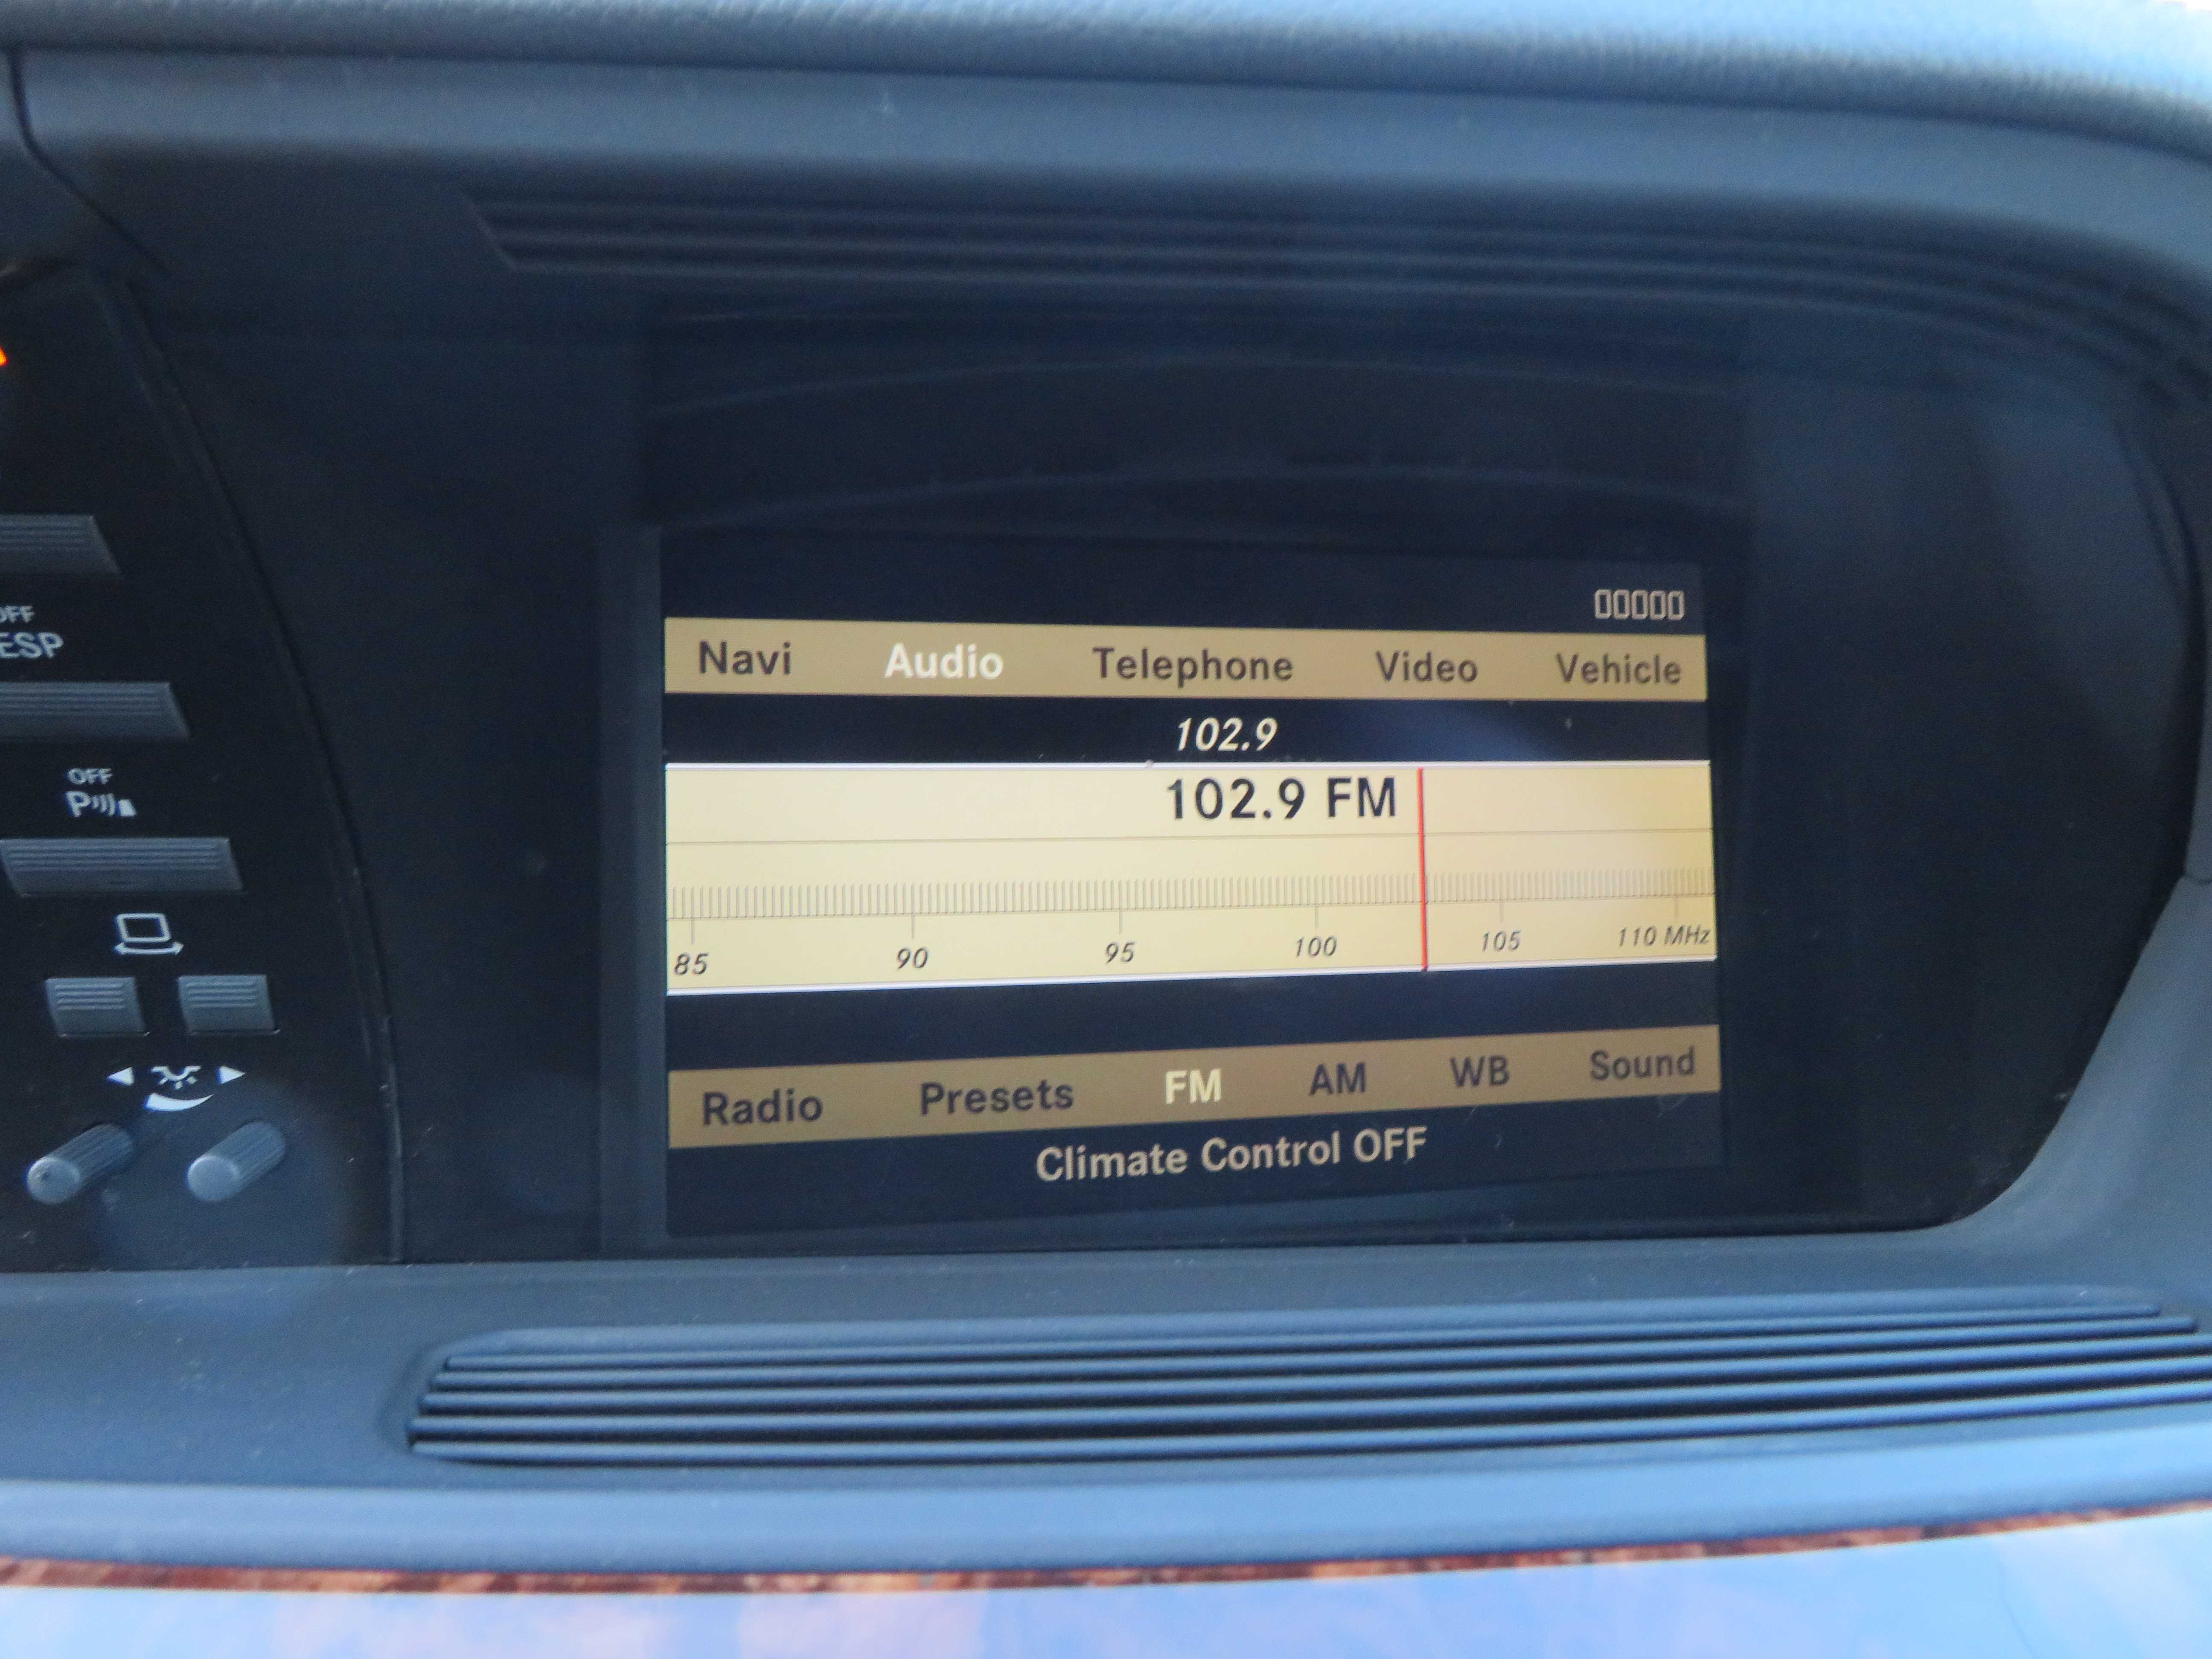 00000
Navi Audio Telephone Video Vehicle
102.9
102.9 FM
85 90 95 100 105 110 MHz
Radio Presets FM AM WB Sound
Climate Control OFF
OFF
ESP
OFF
P